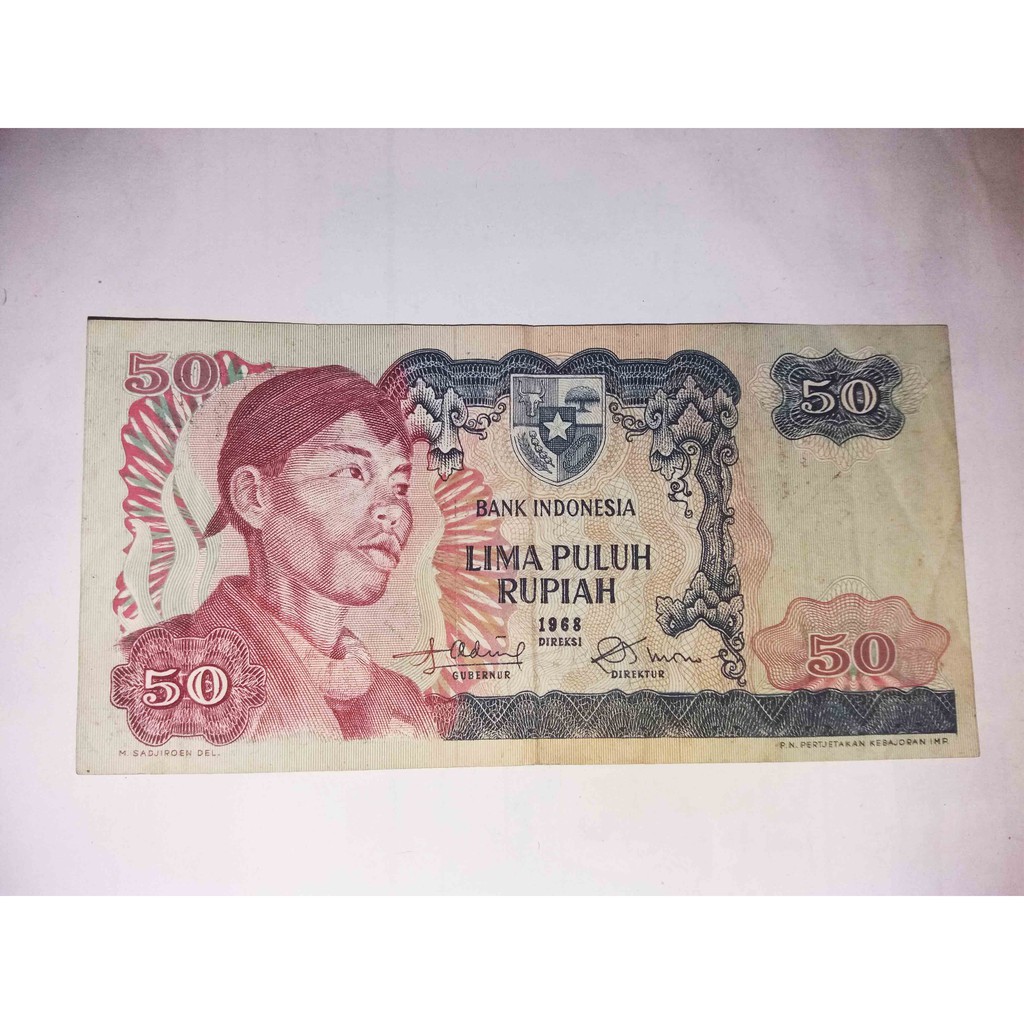 50
50
BANK INDONESIA
LIMA PULUH
RUPIAH
1968
DIREKSI
GUBERNUR
DIREKTUR
50
50
M. SADJIROEN DEL.
P.N. PERTJETAKAN KEBAJORAN IMP.